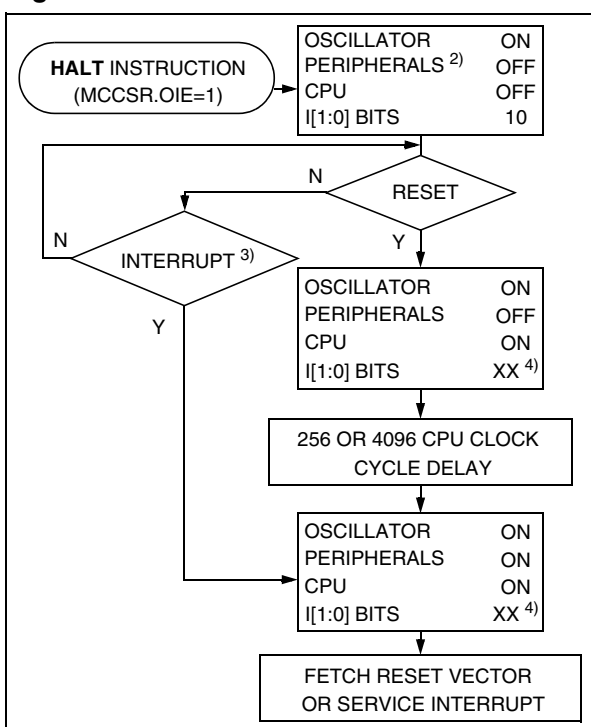 HALT INSTRUCTION
(MCCSR.OIE=1)
OSCILLATOR ON
PERIPHERALS 2) OFF
CPU OFF
I[1:0] BITS 10
RESET
N
Y
INTERRUPT 3)
N
Y
OSCILLATOR ON
PERIPHERALS OFF
CPU ON
I[1:0] BITS XX 4)
256 OR 4096 CPU CLOCK
CYCLE DELAY
OSCILLATOR ON
PERIPHERALS ON
CPU ON
I[1:0] BITS XX 4)
FETCH RESET VECTOR
OR SERVICE INTERRUPT